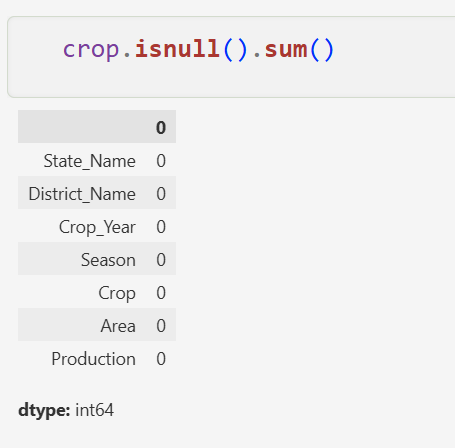 crop.isnull().sum()
0
State_Name 0
District_Name 0
Crop_Year 0
Season 0
Crop 0
Area 0
Production 0
dtype: int64